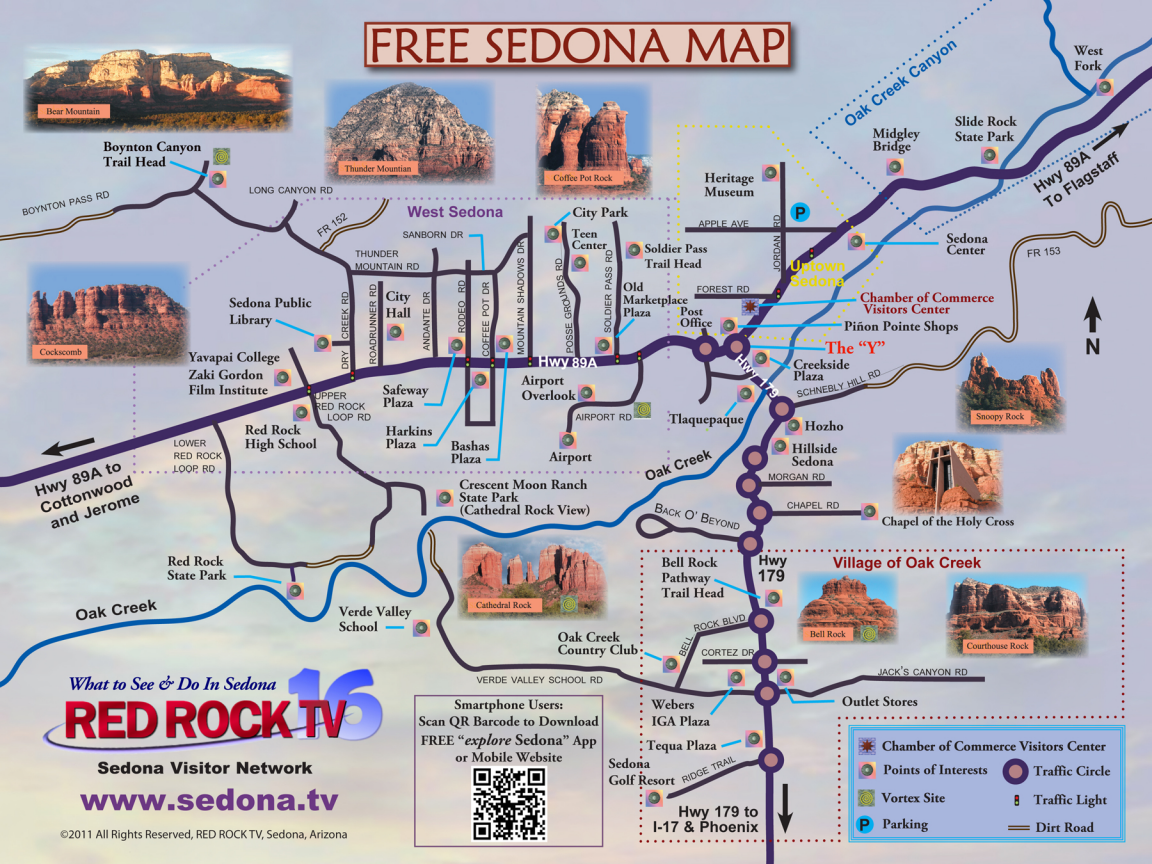 FREE SEDONA MAP
Bear Mountain
Thunder Mountian
Coffee Pot Rock
Oak Creek Canyon
West
Fork
Slide Rock
State Park
Midgley
Bridge
Hwy 89A
To Flagstaff
Boynton Canyon
Trail Head
BOYNTON PASS RD
LONG CANYON RD
FR 152
West Sedona
SANBORN DR
THUNDER
MOUNTAIN RD
City Park
Teen
Center
Soldier Pass
Trail Head
Heritage
Museum
P
APPLE AVE
JORDAN RD
Uptown
Sedona
FOREST RD
Sedona
Center
FR 153
N
Cockscomb
Sedona Public
Library
DRY CREEK RD
ROADRUNNER RD
City
Hall
ANDANTE DR
RODEO RD
COFFEE POT DR
MOUNTAIN SHADOWS DR
POSSE GROUNDS RD
SOLDIER PASS RD
Old
Marketplace
Plaza
Post
Office
Chamber of Commerce
Visitors Center
Piñon Pointe Shops
The “Y”
Creekside
Plaza
Yavapai College
Zaki Gordon
Film Institute
Hwy 89A
Hwy 179
SCHNEBLY HILL RD
Snoopy Rock
UPPER
RED ROCK
LOOP RD
Safeway
Plaza
Airport
Overlook
AIRPORT RD
Tlaquepaque
Hozho
Hillside
Sedona
Red Rock
High School
Harkins
Plaza
Bashas
Plaza
Airport
LOWER
RED ROCK
LOOP RD
Hwy 89A to
Cottonwood
and Jerome
Oak Creek
MORGAN RD
CHAPEL RD
Chapel of the Holy Cross
Crescent Moon Ranch
State Park
(Cathedral Rock View)
BACK O' BEYOND
Red Rock
State Park
Oak Creek
Cathedral Rock
Verde Valley
School
Hwy
179
Village of Oak Creek
Bell Rock
Pathway
Trail Head
Bell Rock
Courthouse Rock
BELL ROCK BLVD
Oak Creek
Country Club
CORTEZ DR
VERDE VALLEY SCHOOL RD
JACK'S CANYON RD
Webers
IGA Plaza
Outlet Stores
Tequa Plaza
Sedona
Golf Resort
RIDGE TRAIL
Hwy 179 to
I-17 & Phoenix
What to See & Do In Sedona
RED ROCK TV 16
Sedona Visitor Network
www.sedona.tv
©2011 All Rights Reserved, RED ROCK TV, Sedona, Arizona
Smartphone Users:
Scan QR Barcode to Download
FREE “explore Sedona” App
or Mobile Website
Chamber of Commerce Visitors Center
Points of Interests
Traffic Circle
Vortex Site
Traffic Light
P Parking
Dirt Road